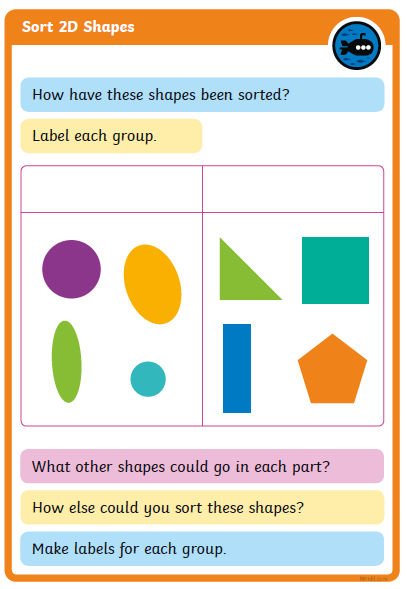 Sort 2D Shapes
How have these shapes been sorted?
Label each group.
What other shapes could go in each part?
How else could you sort these shapes?
Make labels for each group.